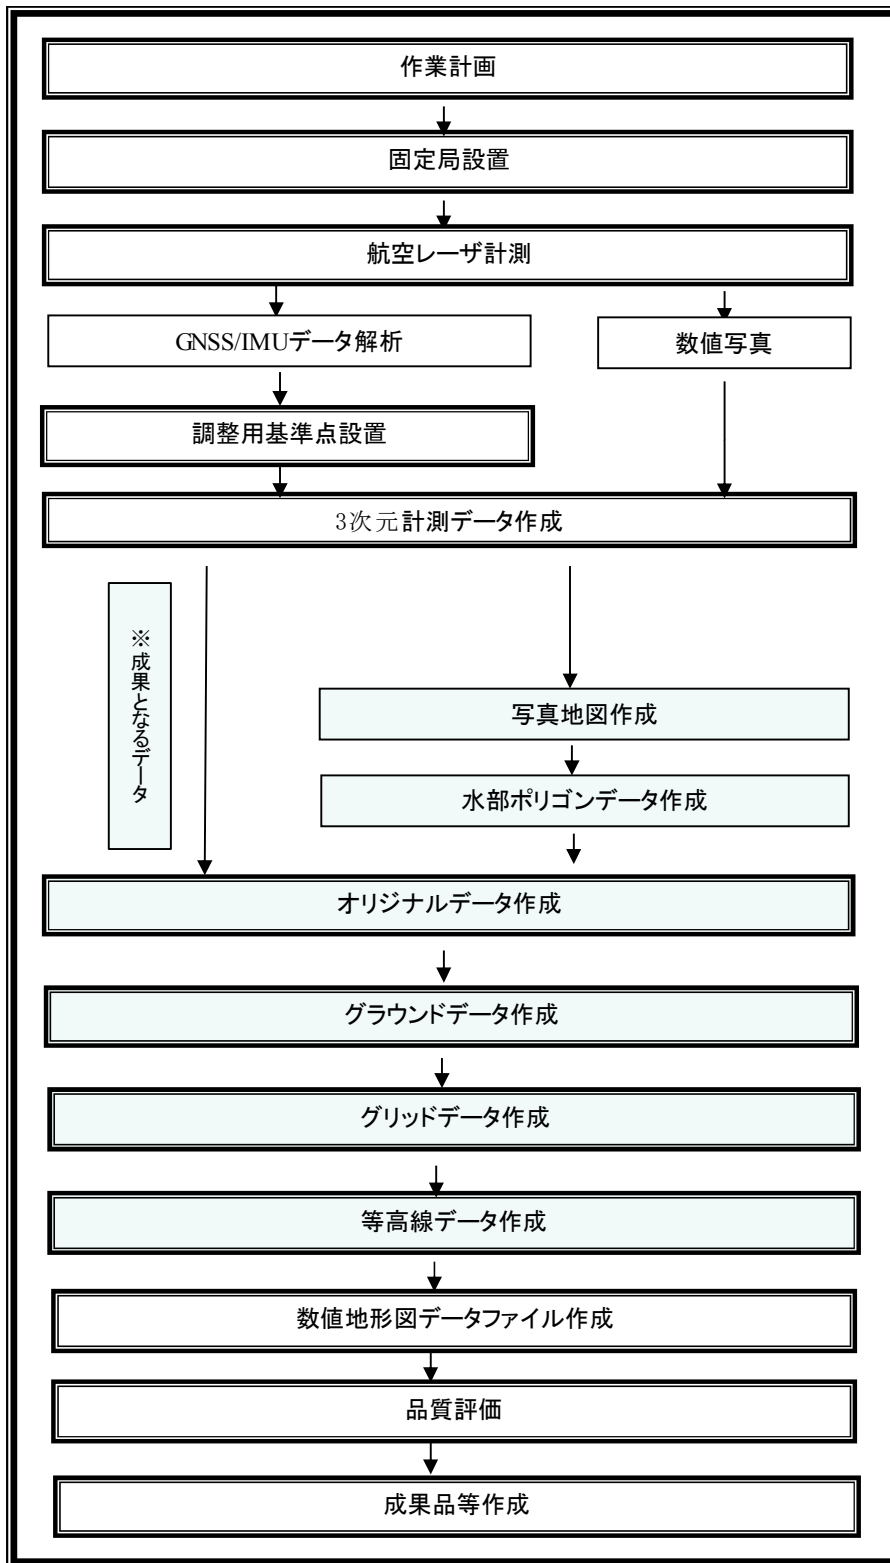 作業計画
固定局設置
航空レーザ計測
GNSS/IMUデータ解析
数値写真
調整用基準点設置
3次元計測データ作成
※成果となるデータ
写真地図作成
水部ポリゴンデータ作成
オリジナルデータ作成
グラウンドデータ作成
グリッドデータ作成
等高線データ作成
数値地形図データファイル作成
品質評価
成果品等作成